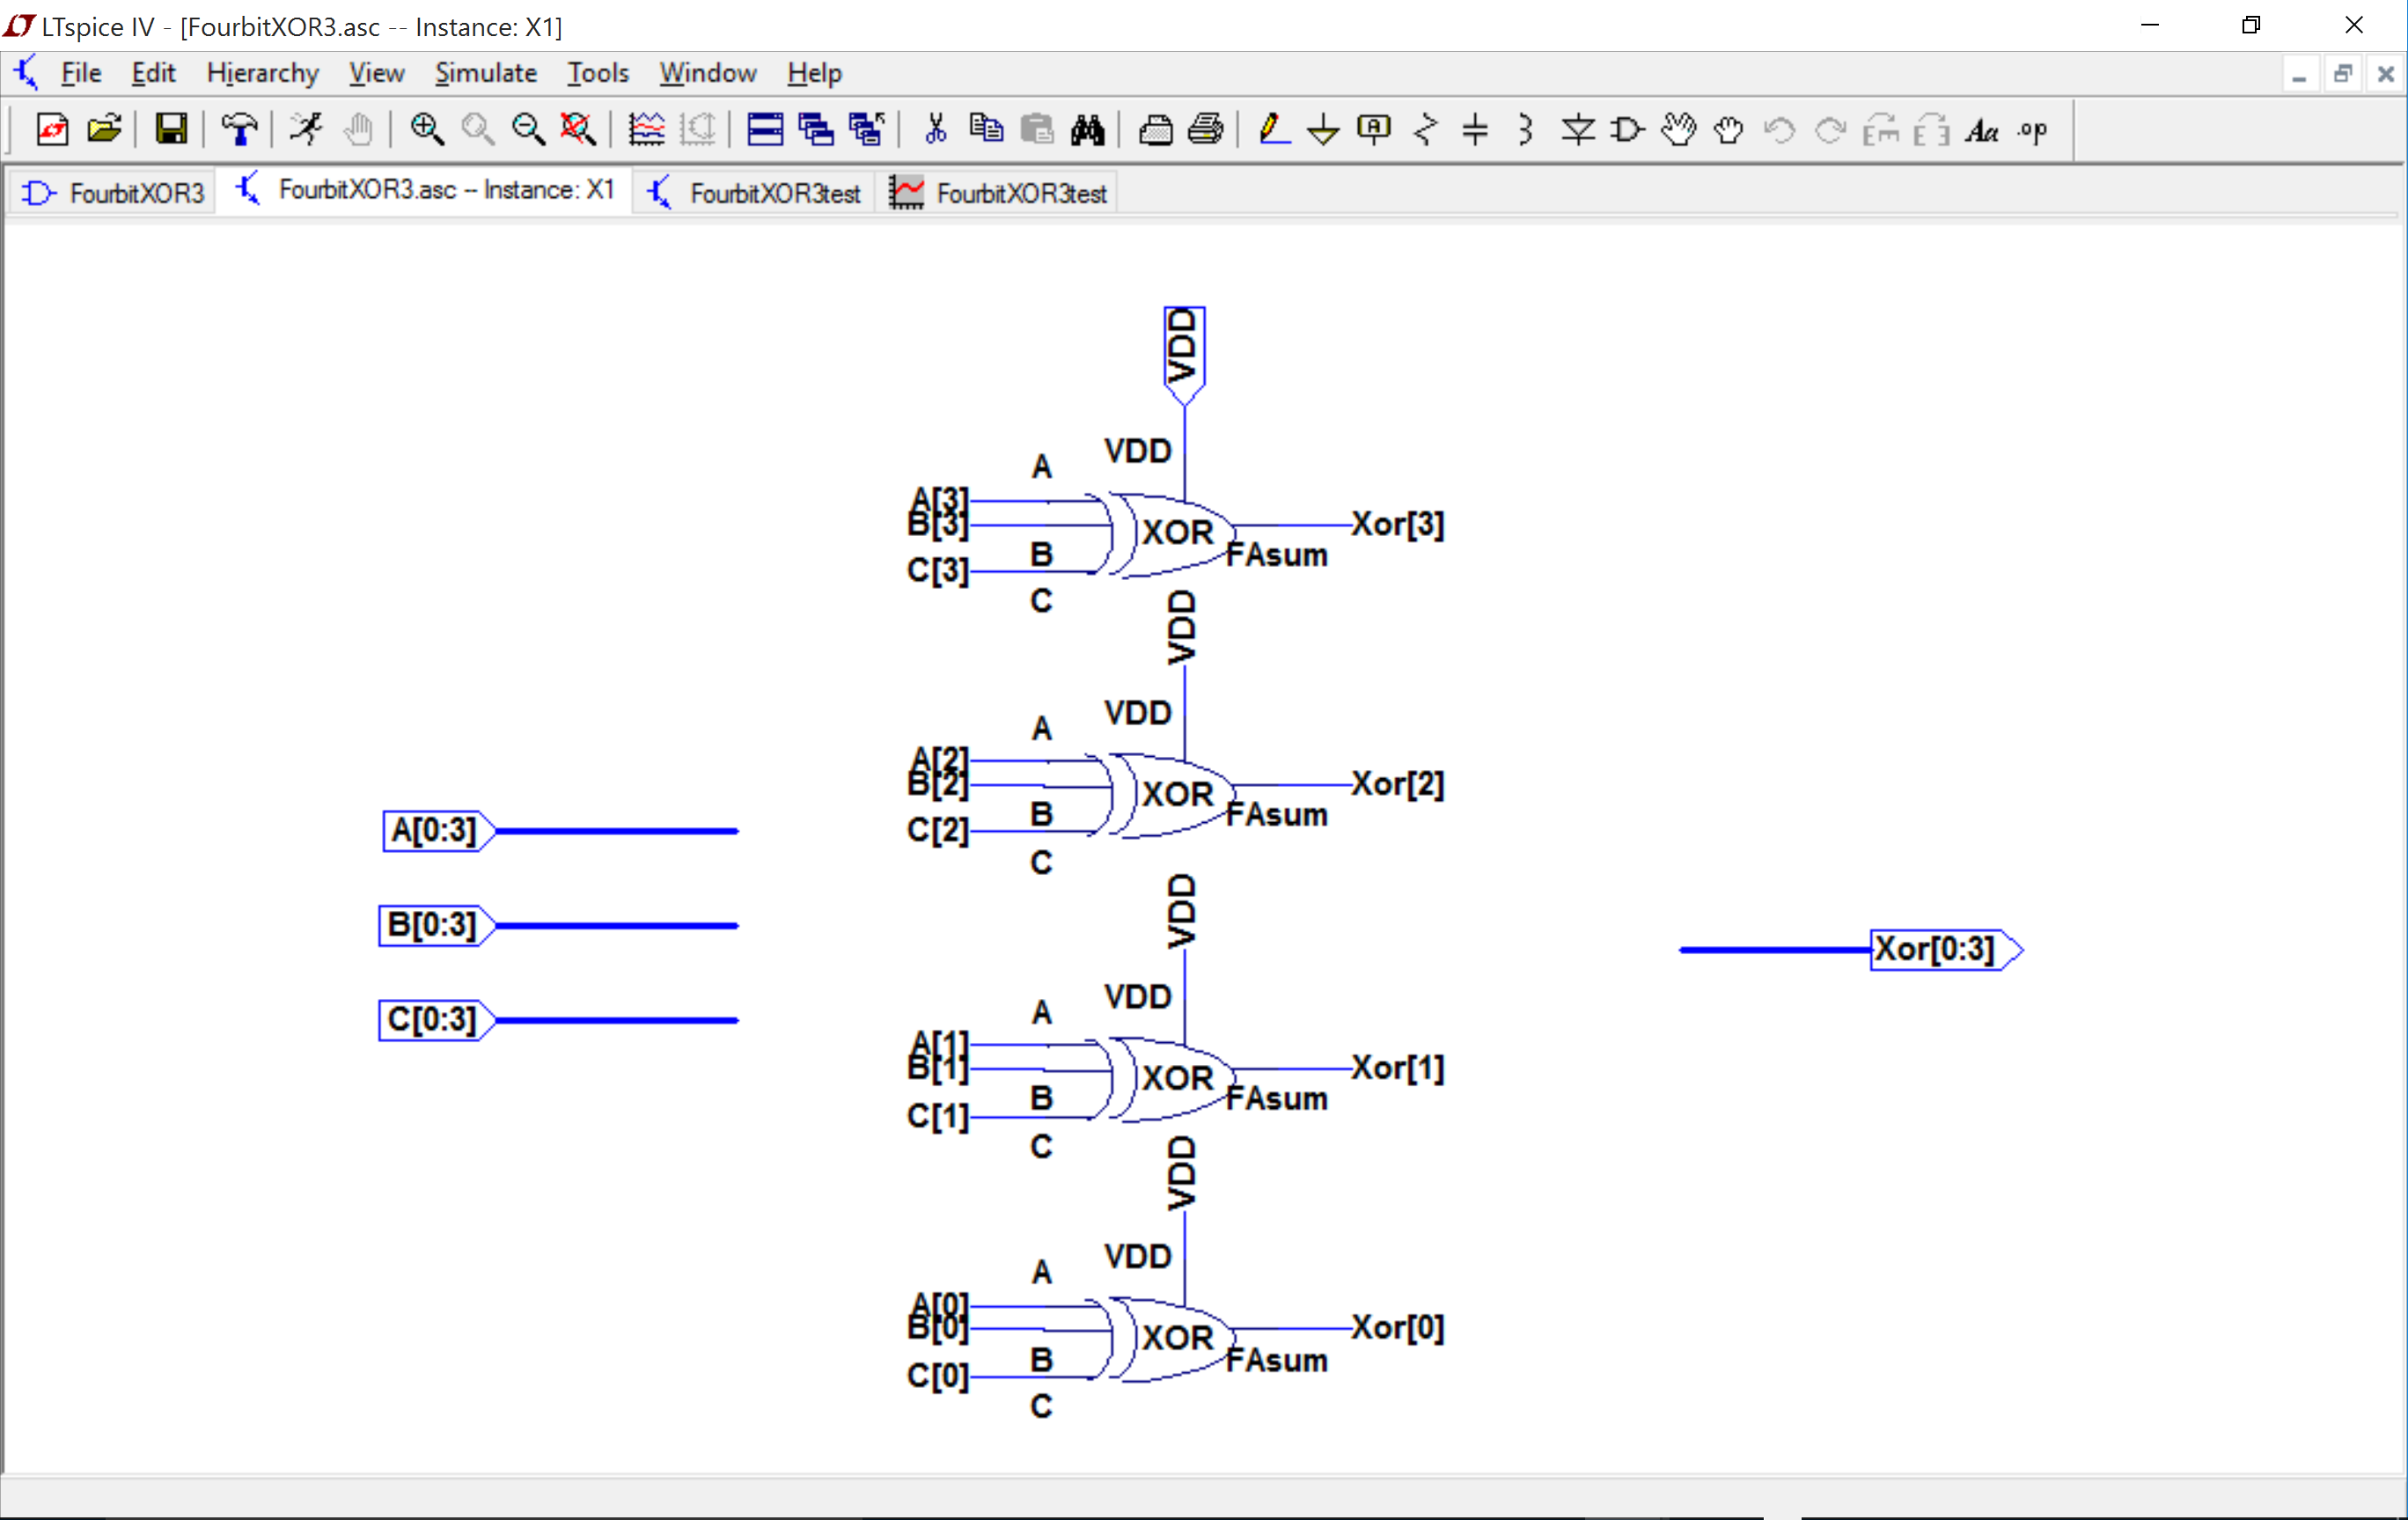 LTspice IV - [FourbitXOR3.asc -- Instance: X1]
File Edit Hierarchy View Simulate Tools Window Help
Aa .op
FourbitXOR3 FourbitXOR3.asc -- Instance: X1 FourbitXOR3test FourbitXOR3test
VDD
VDD
A
A[3]
B[3] XOR Xor[3]
B FAsum
C[3]
C
VDD
VDD
A
A[2]
B[2] XOR Xor[2]
B FAsum
C[2]
C
A[0:3]
B[0:3]
C[0:3]
VDD
Xor[0:3]
VDD
A
A[1]
B[1] XOR Xor[1]
B FAsum
C[1]
C
VDD
VDD
A
A[0]
B[0] XOR Xor[0]
B FAsum
C[0]
C